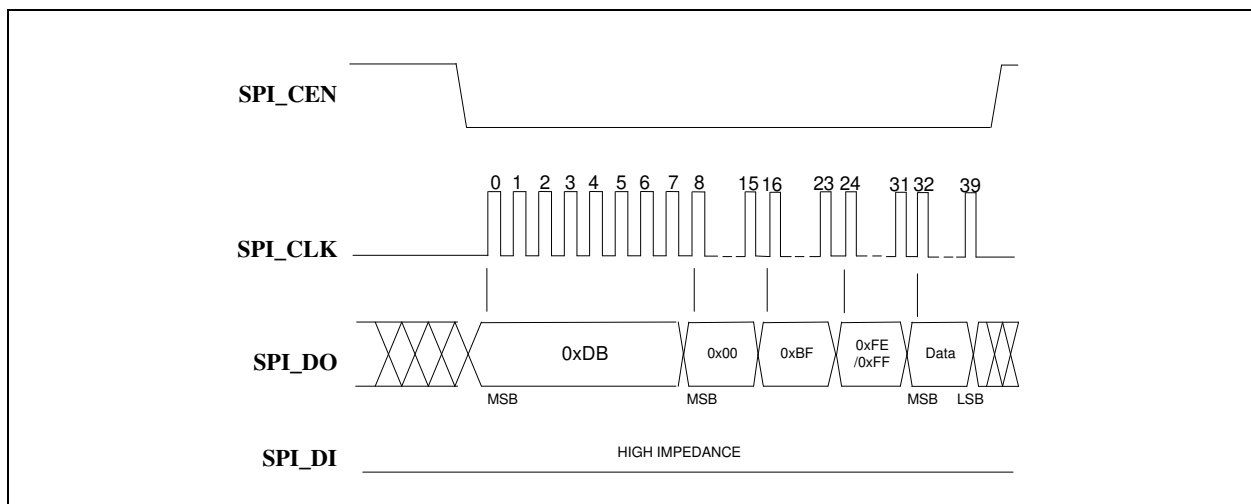 SPI_CEN
0 1 2 3 4 5 6 7 8 15 16 23 24 31 32 39
SPI_CLK
SPI_DO
0xDB 0x00 0xBF 0xFE /0xFF Data
MSB MSB MSB LSB
HIGH IMPEDANCE
SPI_DI